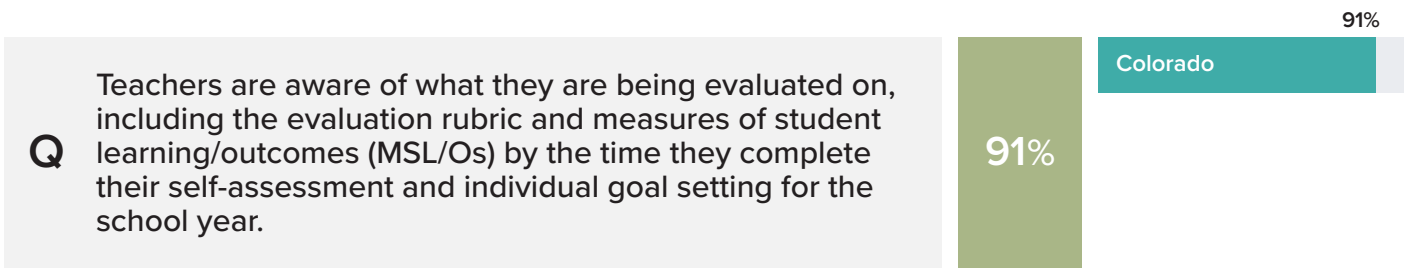 91%
Colorado
Teachers are aware of what they are being evaluated on,
including the evaluation rubric and measures of student
Q learning/outcomes (MSL/Os) by the time they complete
their self-assessment and individual goal setting for the
school year.
91%